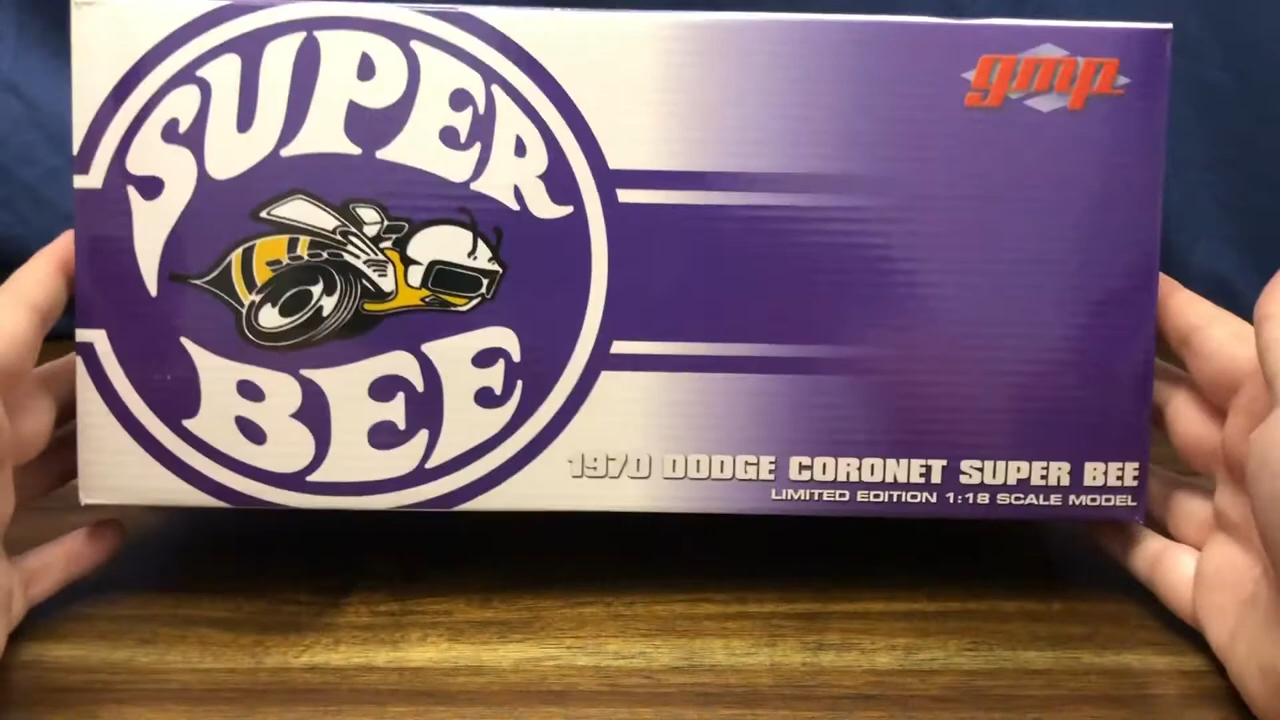 SUPER
BEE
gmp
1970 DODGE CORONET SUPER BEE
LIMITED EDITION 1:18 SCALE MODEL